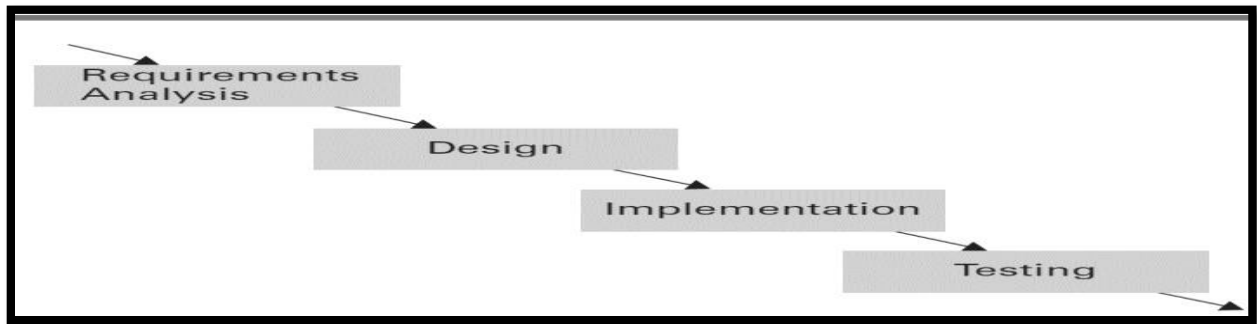 Requirements
Analysis
Design
Implementation
Testing